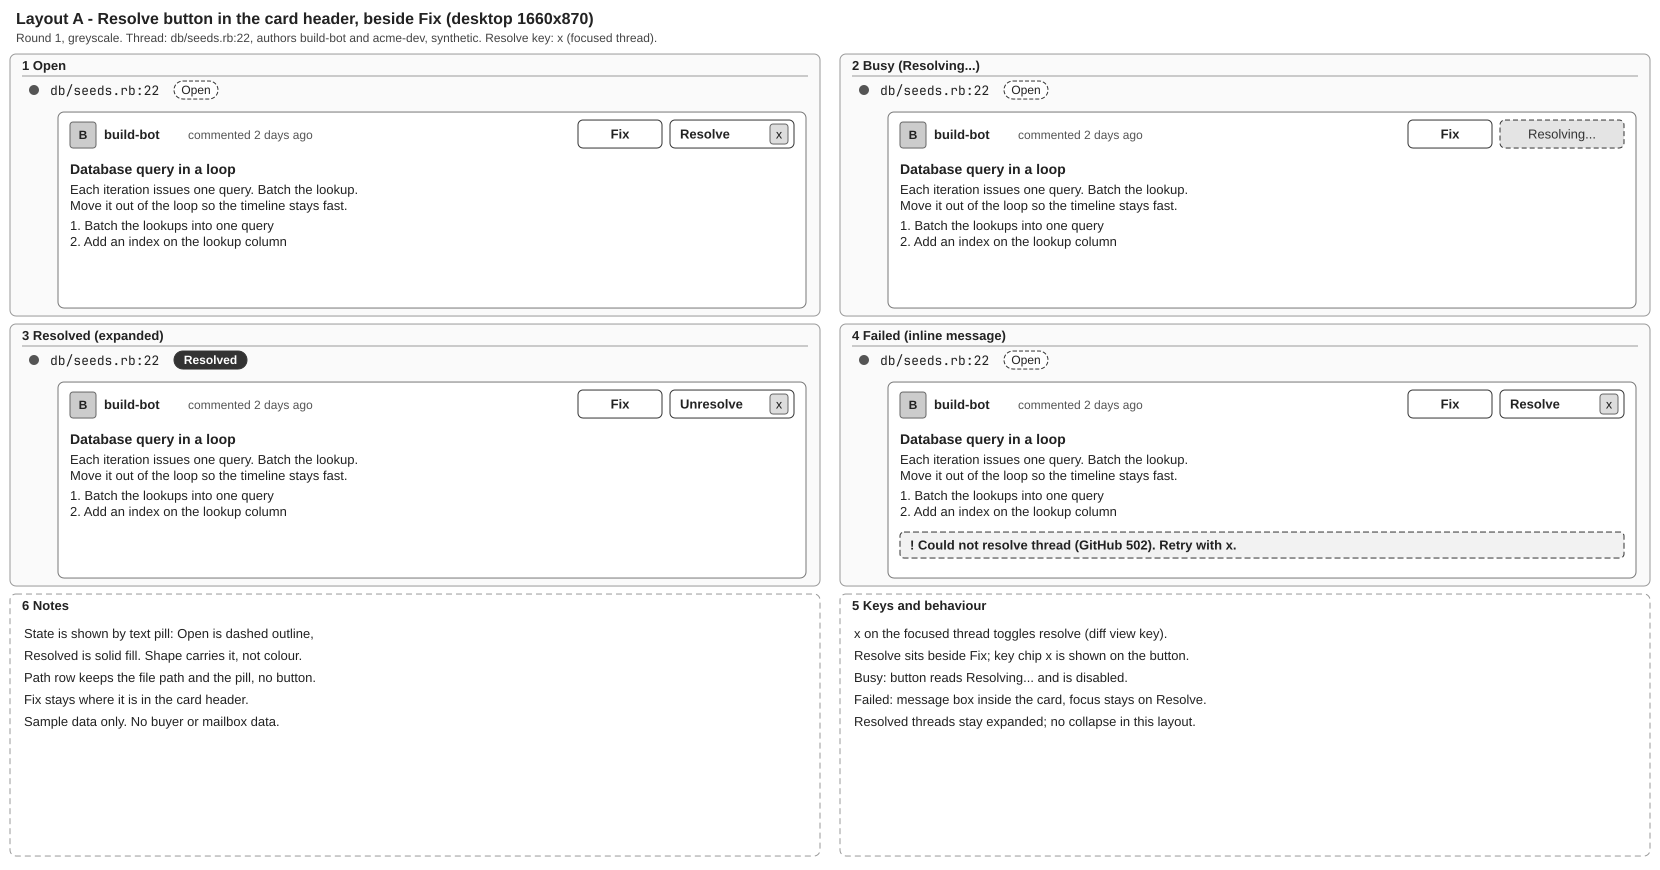 Layout A - Resolve button in the card header, beside Fix (desktop 1660x870)
Round 1, greyscale. Thread: db/seeds.rb:22, authors build-bot and acme-dev, synthetic. Resolve key: x (focused thread).
1 Open
db/seeds.rb:22 Open
B build-bot commented 2 days ago Fix Resolve x
Database query in a loop
Each iteration issues one query. Batch the lookup.
Move it out of the loop so the timeline stays fast.
1. Batch the lookups into one query
2. Add an index on the lookup column
2 Busy (Resolving...)
db/seeds.rb:22 Open
B build-bot commented 2 days ago Fix Resolving...
Database query in a loop
Each iteration issues one query. Batch the lookup.
Move it out of the loop so the timeline stays fast.
1. Batch the lookups into one query
2. Add an index on the lookup column
3 Resolved (expanded)
db/seeds.rb:22 Resolved
B build-bot commented 2 days ago Fix Unresolve x
Database query in a loop
Each iteration issues one query. Batch the lookup.
Move it out of the loop so the timeline stays fast.
1. Batch the lookups into one query
2. Add an index on the lookup column
4 Failed (inline message)
db/seeds.rb:22 Open
B build-bot commented 2 days ago Fix Resolve x
Database query in a loop
Each iteration issues one query. Batch the lookup.
Move it out of the loop so the timeline stays fast.
1. Batch the lookups into one query
2. Add an index on the lookup column
! Could not resolve thread (GitHub 502). Retry with x.
6 Notes
State is shown by text pill: Open is dashed outline,
Resolved is solid fill. Shape carries it, not colour.
Path row keeps the file path and the pill, no button.
Fix stays where it is in the card header.
Sample data only. No buyer or mailbox data.
5 Keys and behaviour
x on the focused thread toggles resolve (diff view key).
Resolve sits beside Fix; key chip x is shown on the button.
Busy: button reads Resolving... and is disabled.
Failed: message box inside the card, focus stays on Resolve.
Resolved threads stay expanded; no collapse in this layout.